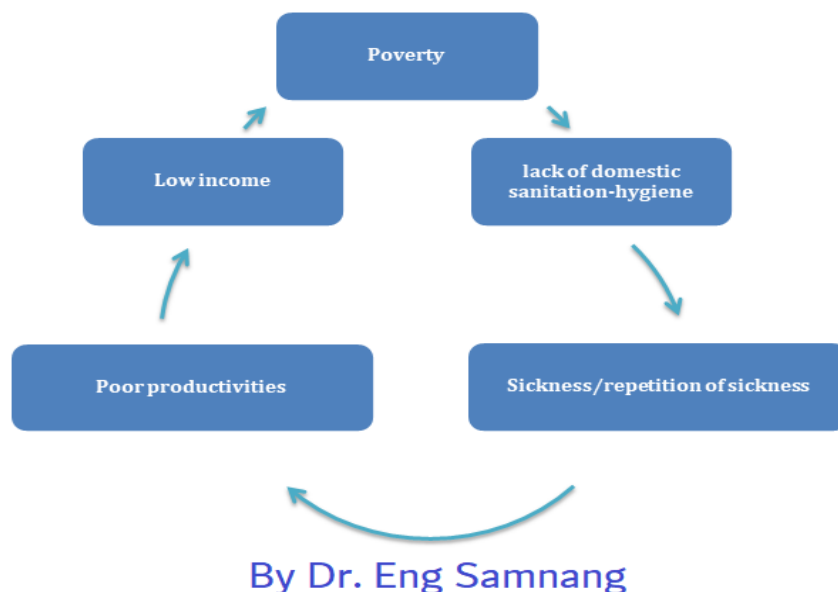 Poverty
lack of domestic
sanitation-hygiene
Sickness/repetition of sickness
Poor productivities
Low income
By Dr. Eng Samnang